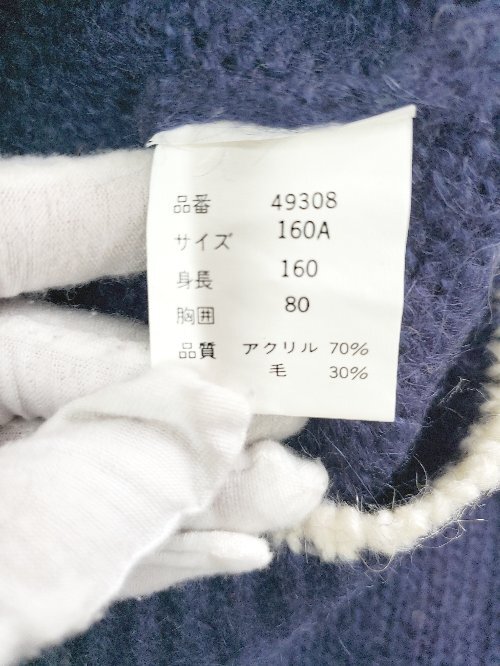 品番 49308
サイズ 160A
身長 160
胸囲 80
品質 アクリル 70%
毛 30%